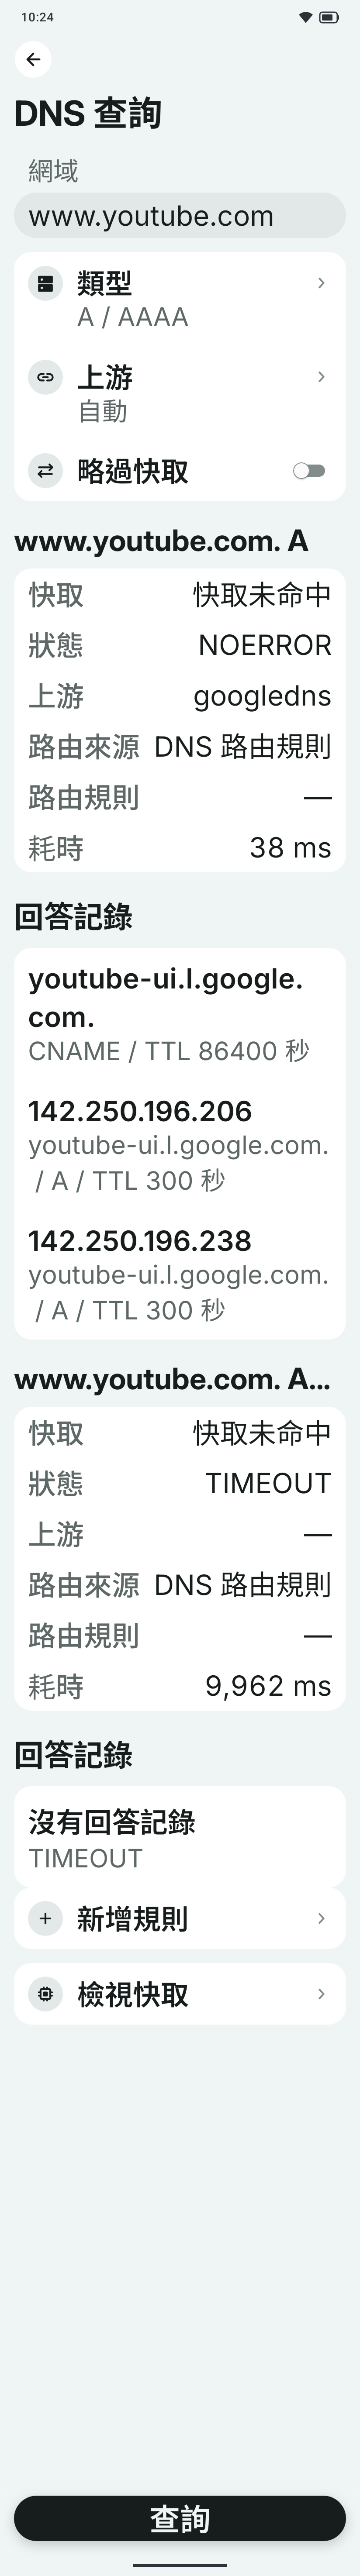 10:24
DNS 查詢
網域
www.youtube.com
類型
A / AAAA
上游
自動
略過快取
www.youtube.com. A
快取 快取未命中
狀態 NOERROR
上游 googledns
路由來源 DNS 路由規則
路由規則 —
耗時 38 ms
回答記錄
youtube-ui.l.google.
com.
CNAME / TTL 86400 秒
142.250.196.206
youtube-ui.l.google.com.
/ A / TTL 300 秒
142.250.196.238
youtube-ui.l.google.com.
/ A / TTL 300 秒
www.youtube.com. A...
快取 快取未命中
狀態 TIMEOUT
上游 —
路由來源 DNS 路由規則
路由規則 —
耗時 9,962 ms
回答記錄
沒有回答記錄
TIMEOUT
新增規則
檢視快取
查詢